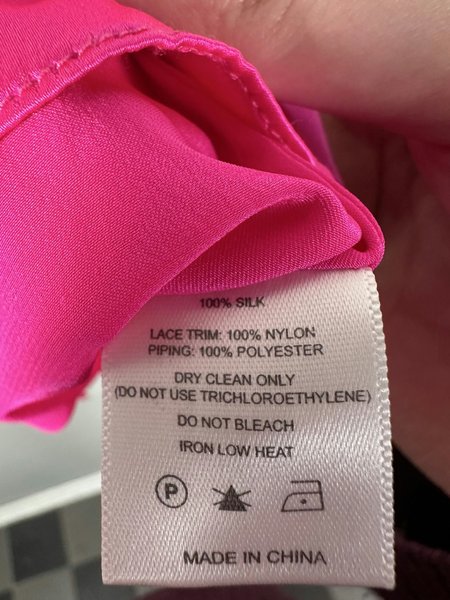 100% SILK
LACE TRIM: 100% NYLON
PIPING: 100% POLYESTER
DRY CLEAN ONLY
(DO NOT USE TRICHLOROETHYLENE)
DO NOT BLEACH
IRON LOW HEAT
P
MADE IN CHINA